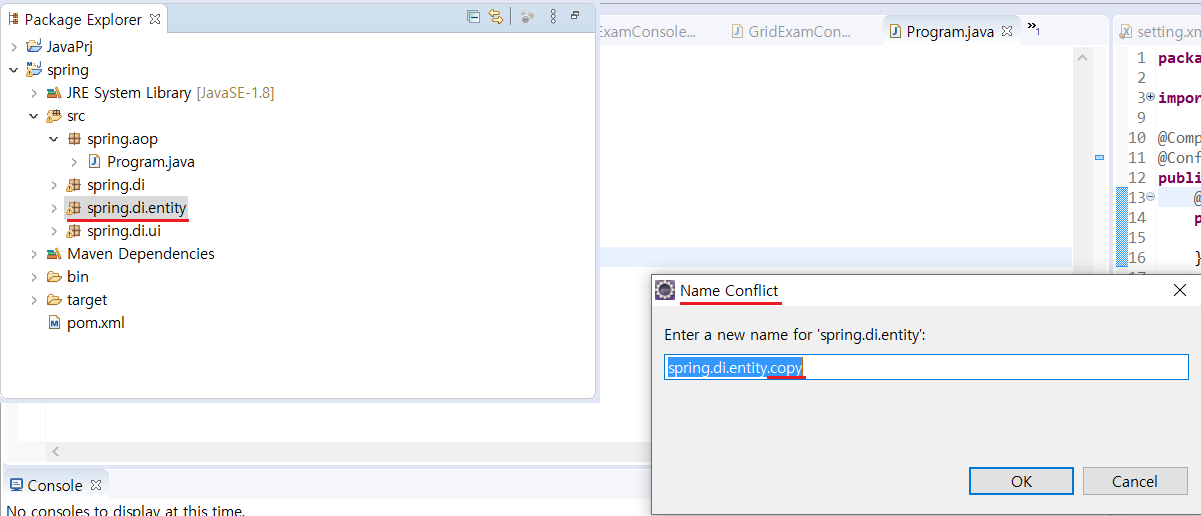 Package Explorer
JavaPrj
spring
JRE System Library [JavaSE-1.8]
src
spring.aop
Program.java
spring.di
spring.di.entity
spring.di.ui
Maven Dependencies
bin
target
pom.xml
ExamConsole...
GridExamCon...
Program.java
»1
setting.xm
1 packa
2
3 impor
9
10 @Comp
11 @Conf
12 publi
13 @
14 p
15
16 }
Name Conflict
Enter a new name for 'spring.di.entity':
spring.di.entity.copy
OK
Cancel
Console
No consoles to display at this time.